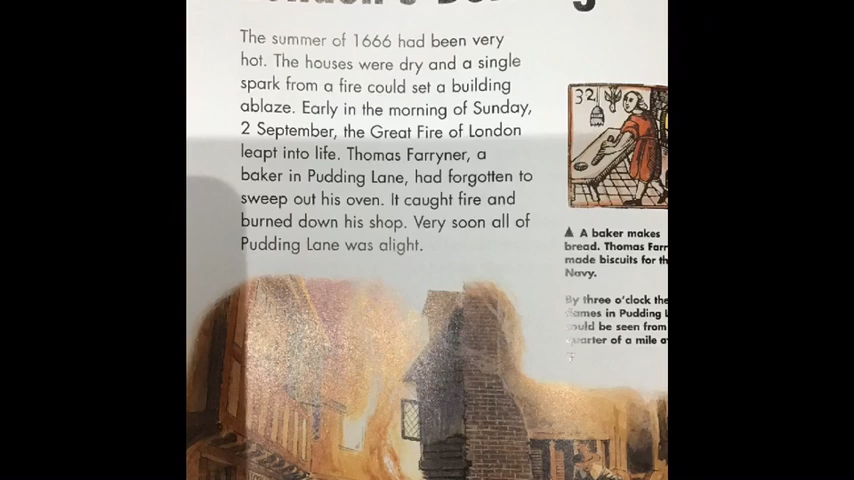 The summer of 1666 had been very
hot. The houses were dry and a single
spark from a fire could set a building
ablaze. Early in the morning of Sunday,
2 September, the Great Fire of London
leapt into life. Thomas Farryner, a
baker in Pudding Lane, had forgotten to
sweep out his oven. It caught fire and
burned down his shop. Very soon all of
Pudding Lane was alight.
32
▲ A baker makes
bread. Thomas Farr
made biscuits for th
Navy.
By three o'clock the
flames in Pudding L
could be seen from
quarter of a mile a